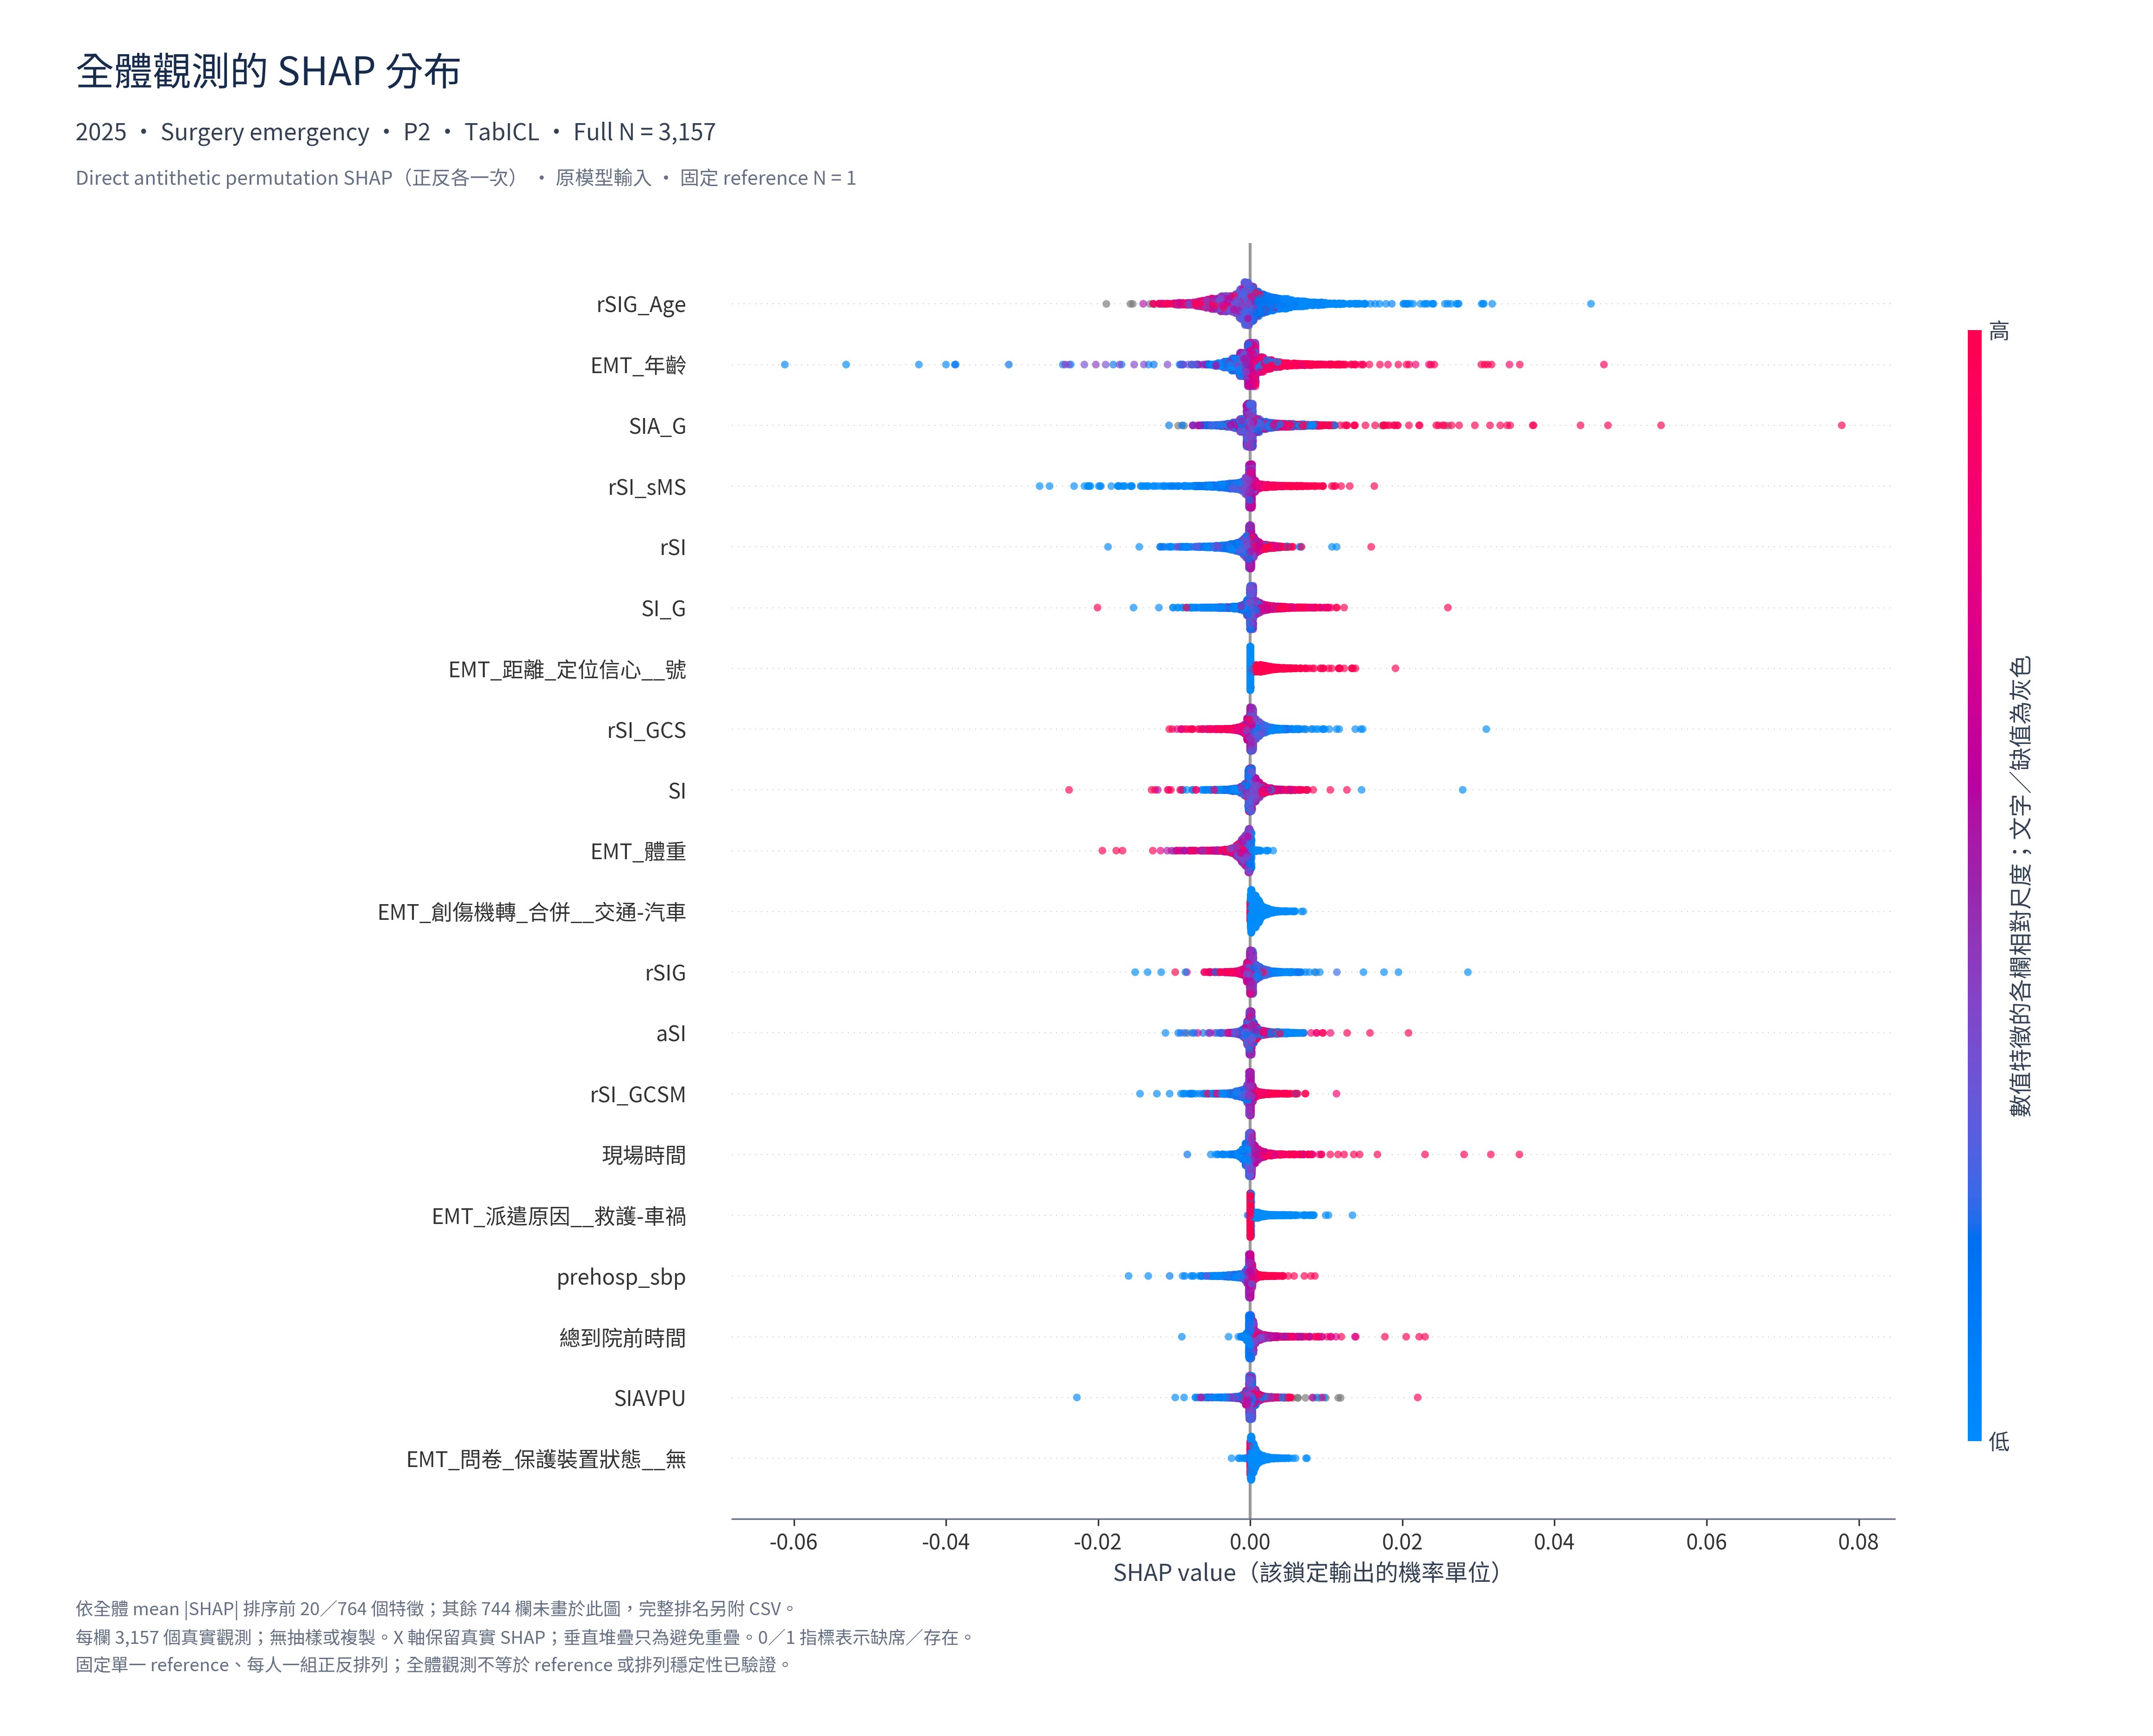 全體觀測的 SHAP 分布
2025 • Surgery emergency • P2 • TabICL • Full N = 3,157
Direct antithetic permutation SHAP（正反各一次） • 原模型輸入 • 固定 reference N = 1
rSIG_Age
EMT_年齡
SIA_G
rSI_sMS
rSI
SI_G
EMT_距離_定位信心__號
rSI_GCS
SI
EMT_體重
EMT_創傷機轉_合併__交通-汽車
rSIG
aSI
rSI_GCSM
現場時間
EMT_派遣原因__救護-車禍
prehosp_sbp
總到院前時間
SIAVPU
EMT_問卷_保護裝置狀態__無
-0.06 -0.04 -0.02 0.00 0.02 0.04 0.06 0.08
SHAP value（該鎖定輸出的機率單位）
高
數值特徵的各欄相對尺度；文字／缺值為灰色
低
依全體 mean |SHAP| 排序前 20／764 個特徵；其餘 744 欄未畫於此圖，完整排名另附 CSV。
每欄 3,157 個真實觀測；無抽樣或複製。X 軸保留真實 SHAP；垂直堆疊只為避免重疊。0／1 指標表示缺席／存在。
固定單一 reference、每人一組正反排列；全體觀測不等於 reference 或排列穩定性已驗證。